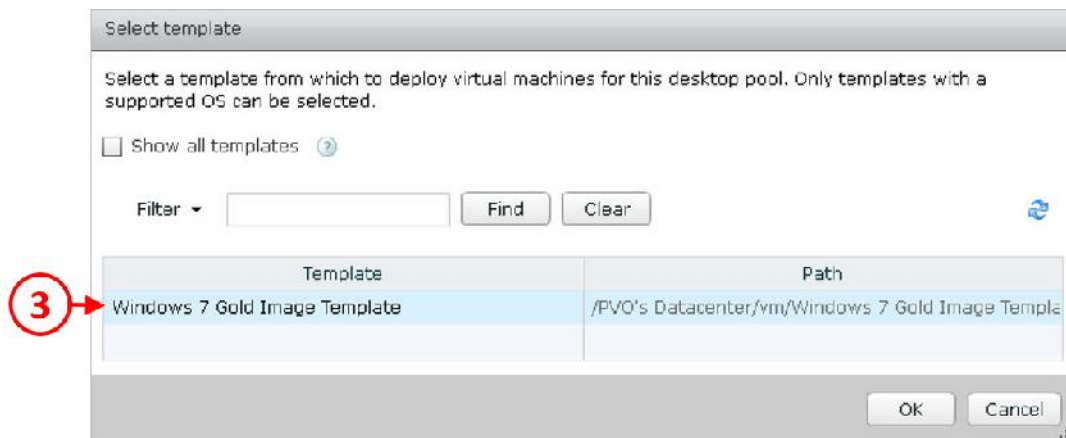 Select template
Select a template from which to deploy virtual machines for this desktop pool. Only templates with a
supported OS can be selected.
Show all templates ?
Filter Find Clear
Template Path
3 Windows 7 Gold Image Template /PVO's Datacenter/vm/Windows 7 Gold Image Templa
OK Cancel